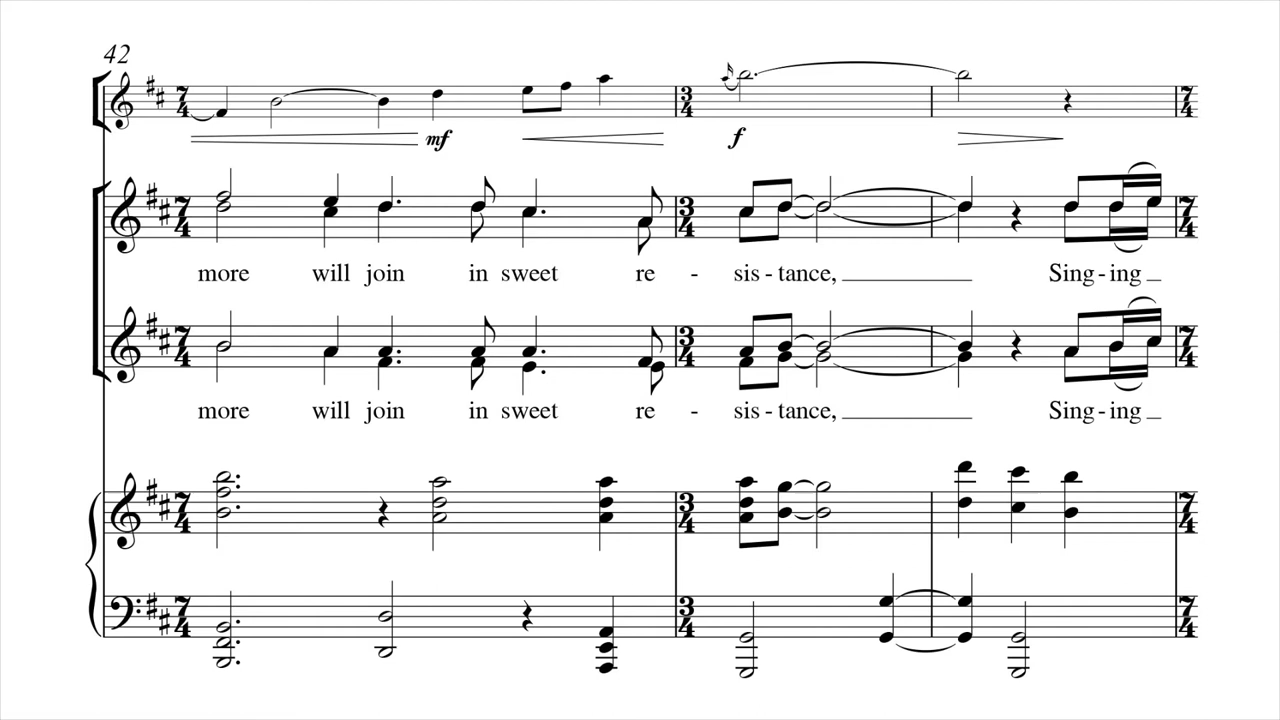 42
mf
f
more will join in sweet re - sis - tance, Sing - ing
more will join in sweet re - sis - tance, Sing - ing